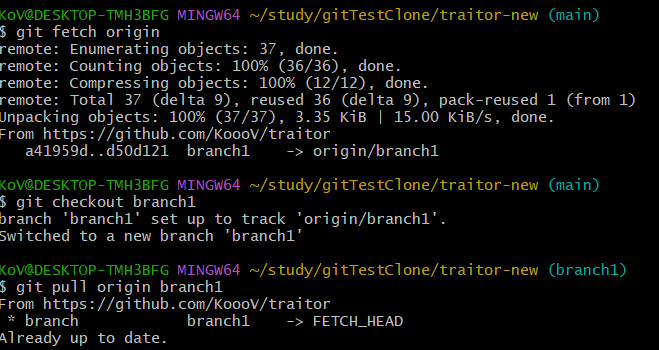 KoV@DESKTOP-TMH3BFG MINGW64 ~/study/gitTestClone/traitor-new (main)
$ git fetch origin
remote: Enumerating objects: 37, done.
remote: Counting objects: 100% (36/36), done.
remote: Compressing objects: 100% (12/12), done.
remote: Total 37 (delta 9), reused 36 (delta 9), pack-reused 1 (from 1)
Unpacking objects: 100% (37/37), 3.35 KiB | 15.00 KiB/s, done.
From https://github.com/KoooV/traitor
   a41959d..d50d121  branch1    -> origin/branch1

KoV@DESKTOP-TMH3BFG MINGW64 ~/study/gitTestClone/traitor-new (main)
$ git checkout branch1
branch 'branch1' set up to track 'origin/branch1'.
Switched to a new branch 'branch1'

KoV@DESKTOP-TMH3BFG MINGW64 ~/study/gitTestClone/traitor-new (branch1)
$ git pull origin branch1
From https://github.com/KoooV/traitor
 * branch            branch1    -> FETCH_HEAD
Already up to date.